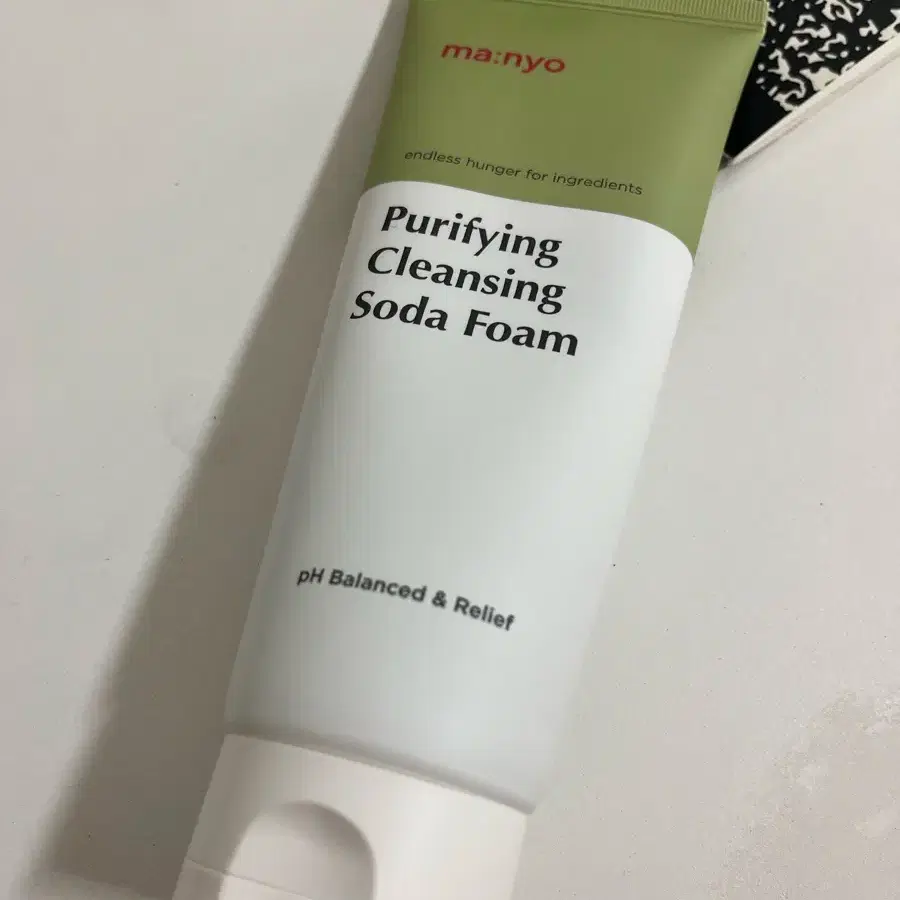 ma:nyo
endless hunger for ingredients
Purifying
Cleansing
Soda Foam
pH Balanced & Relief